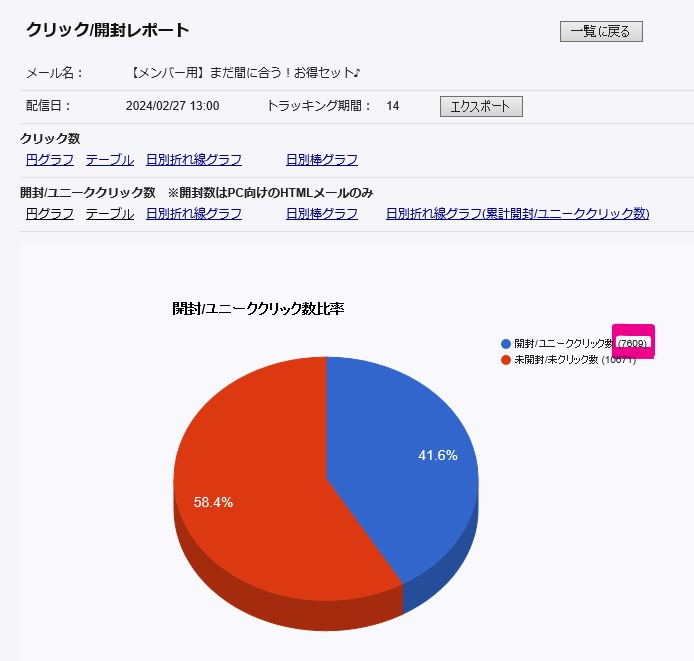 クリック/開封レポート
一覧に戻る
メール名： 【メンバー用】まだ間に合う！お得セット♪
配信日： 2024/02/27 13:00 トラッキング期間： 14 エクスポート
クリック数
円グラフ テーブル 日別折れ線グラフ 日別棒グラフ
開封/ユニーククリック数 ※開封数はPC向けのHTMLメールのみ
円グラフ テーブル 日別折れ線グラフ 日別棒グラフ 日別折れ線グラフ(累計開封/ユニーククリック数)
開封/ユニーククリック数比率
開封/ユニーククリック数 (7609)
未開封/未クリック数 (10671)
41.6%
58.4%